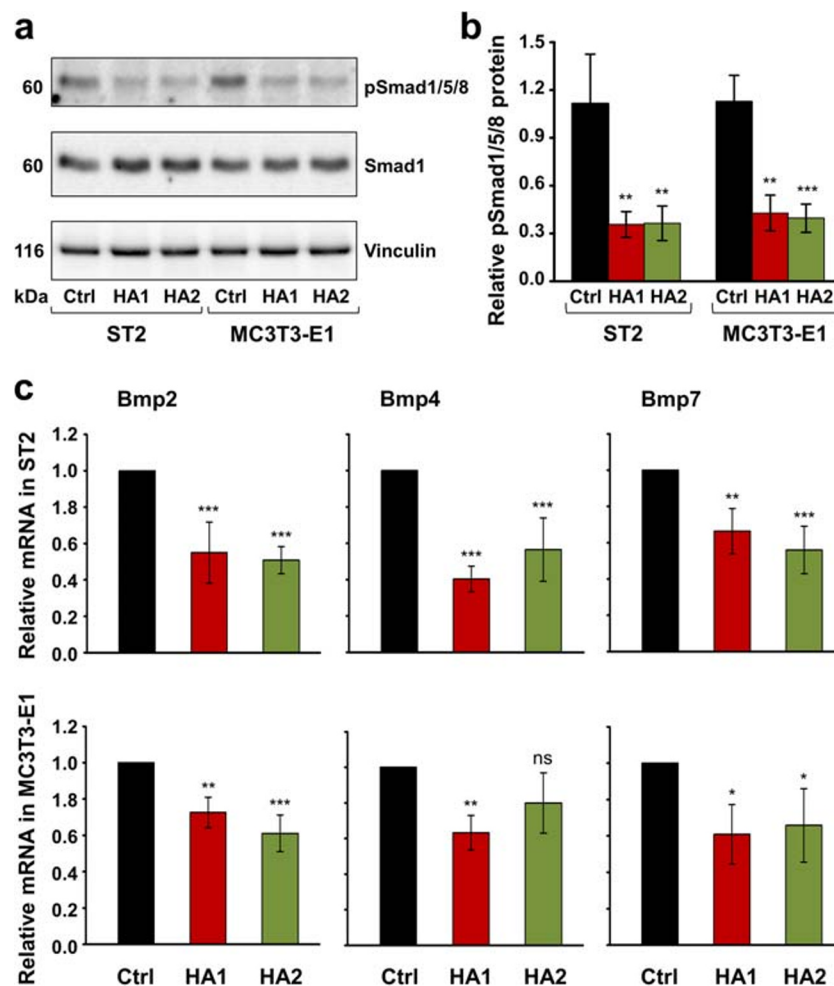 a
60
pSmad1/5/8
60
Smad1
116
Vinculin
kDa
Ctrl HA1 HA2 Ctrl HA1 HA2
ST2 MC3T3-E1
b
Relative pSmad1/5/8 protein
1.5
1.2
0.9
0.6
0.3
0.0
** ** ** ***
Ctrl HA1 HA2 Ctrl HA1 HA2
ST2 MC3T3-E1
c
Bmp2 Bmp4 Bmp7
Relative mRNA in ST2
1.2
1.0
1.8
0.6
0.4
0.2
0.0
*** ***
*** ***
** ***
Relative mRNA in MC3T3-E1
1.2
1.0
1.8
0.6
0.4
0.2
0.0
** ***
** ns
* *
Ctrl HA1 HA2 Ctrl HA1 HA2 Ctrl HA1 HA2